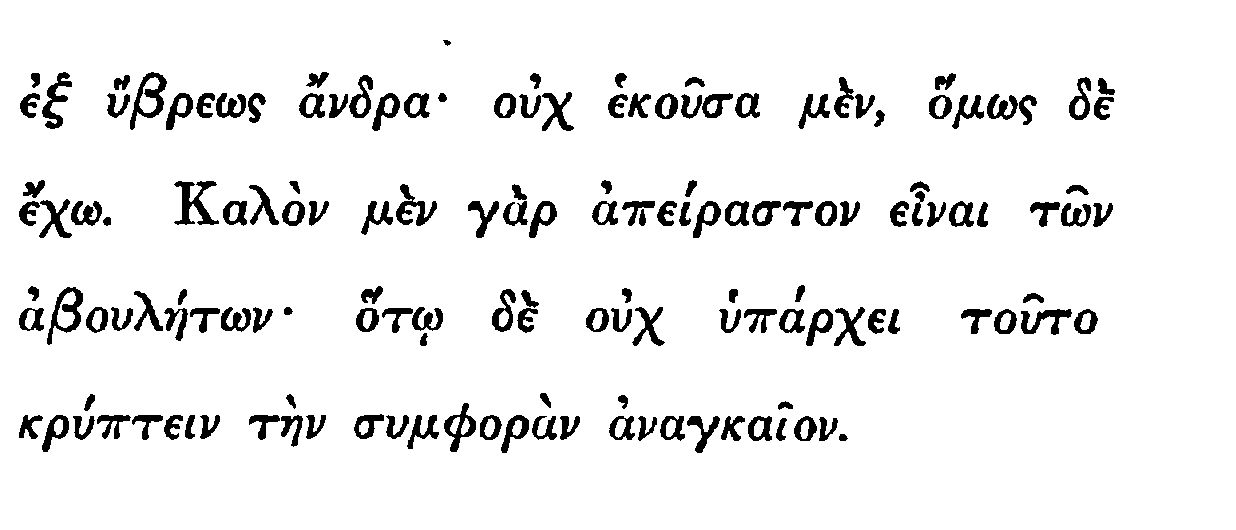 ἐξ ὕβρεως ἄνδρα· οὐχ ἑκοῦσα μὲν, ὅμως δὲ
ἔχω. Καλὸν μὲν γὰρ ἀπείραστον εἶναι τῶν
ἀβουλήτων· ὅτῳ δὲ οὐχ ὑπάρχει τοῦτο
κρύπτειν τὴν συμφορὰν ἀναγκαῖον.